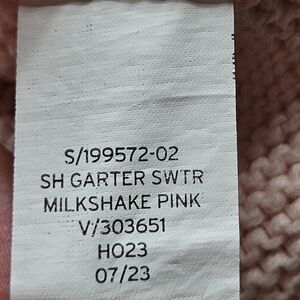 S/199572-02
SH GARTER SWTR
MILKSHAKE PINK
V/303651
HO23
07/23